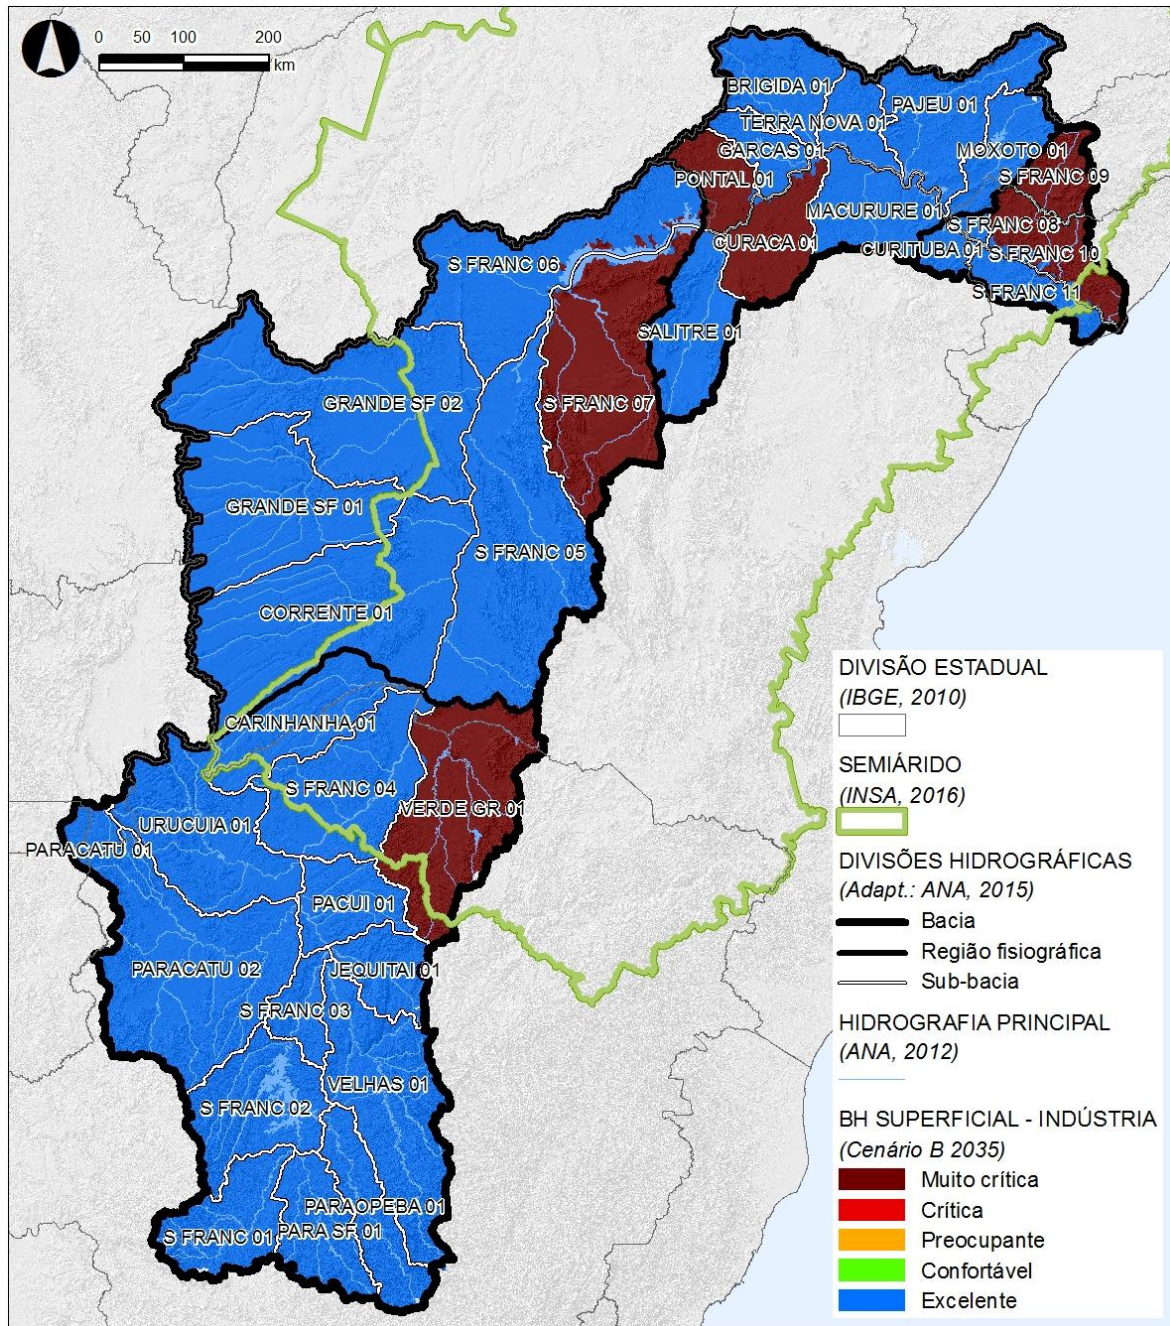 0 50 100 200
km
BRIGIDA 01
PAJEU 01
TERRA NOVA 01
GARCAS 01
MOXOTO 01
PONTAL 01
S FRANC 09
MACURURE 01
S FRANC 08
CURACA 01
CURITUBA 01
S FRANC 10
S FRANC 06
S FRANC 11
SALITRE 01
GRANDE SF 02
S FRANC 07
GRANDE SF 01
S FRANC 05
CORRENTE 01
CARINHANHA 01
S FRANC 04
VERDE GR 01
URUCUIA 01
PARACATU 01
PACUI 01
PARACATU 02
JEQUITAI 01
S FRANC 03
VELHAS 01
S FRANC 02
PARAOPEBA 01
S FRANC 01
PARA SF 01
DIVISÃO ESTADUAL
(IBGE, 2010)
SEMIÁRIDO
(INSA, 2016)
DIVISÕES HIDROGRÁFICAS
(Adapt.: ANA, 2015)
Bacia
Região fisiográfica
Sub-bacia
HIDROGRAFIA PRINCIPAL
(ANA, 2012)
BH SUPERFICIAL - INDÚSTRIA
(Cenário B 2035)
Muito crítica
Crítica
Preocupante
Confortável
Excelente